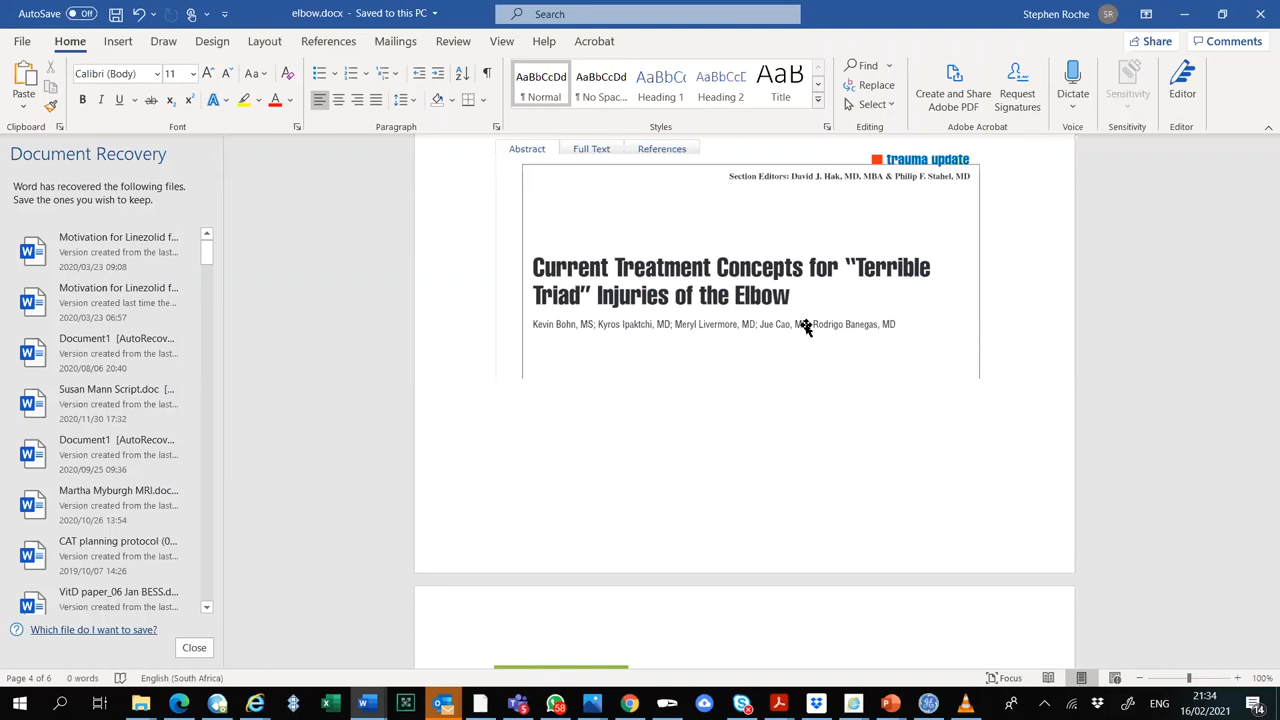 AutoSave Off elbow.docx - Saved to this PC Search Stephen Roche SR
File Home Insert Draw Design Layout References Mailings Review View Help Acrobat Share Comments
Calibri (Body) 11 AaBbCcDd AaBbCcDd AaBbCc AaBbCcD AaB Find Replace Select
Paste ¶ Normal ¶ No Spac... Heading 1 Heading 2 Title Create and Share Adobe PDF Request Signatures Dictate Sensitivity Editor
Clipboard Font Paragraph Styles Editing Adobe Acrobat Voice Sensitivity Editor
Document Recovery
Word has recovered the following files.
Save the ones you wish to keep.
Motivation for Linezolid f...
Version created from the last...
2020/03/23 09:08
Motivation for Linezolid f...
Version created last time the...
2020/03/23 06:57
Document1 [AutoRecov...
Version created from the last...
2020/08/06 20:40
Susan Mann Script.doc [...
Version created from the last...
2020/11/30 17:32
Document1 [AutoRecov...
Version created from the last...
2020/09/25 09:36
Martha Myburgh MRI.doc...
Version created from the last...
2020/10/26 13:54
CAT planning protocol (0...
Version created from the last...
2019/10/07 14:26
VitD paper_06 Jan BESS.d...
Version created from the last...
Which file do I want to save?
Close
Abstract Full Text References
trauma update
Section Editors: David J. Hak, MD, MBA & Philip F. Stahel, MD
Current Treatment Concepts for “Terrible
Triad” Injuries of the Elbow
Kevin Bohn, MS; Kyros Ipaktchi, MD; Meryl Livermore, MD; Jue Cao, Rodrigo Banegas, MD
Page 4 of 6 0 words English (South Africa) Focus 100%
58 ENG 21:34
16/02/2021